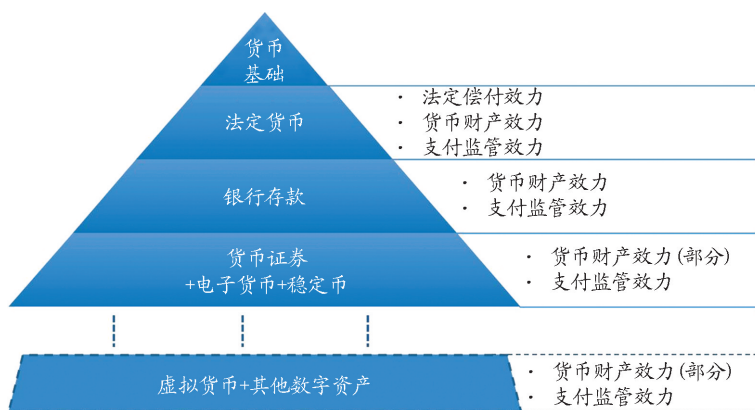 货币
基础
法定货币
· 法定偿付效力
· 货币财产效力
· 支付监管效力
银行存款
· 货币财产效力
· 支付监管效力
货币证券
+电子货币+稳定币
· 货币财产效力(部分)
· 支付监管效力
虚拟货币+其他数字资产
· 货币财产效力(部分)
· 支付监管效力